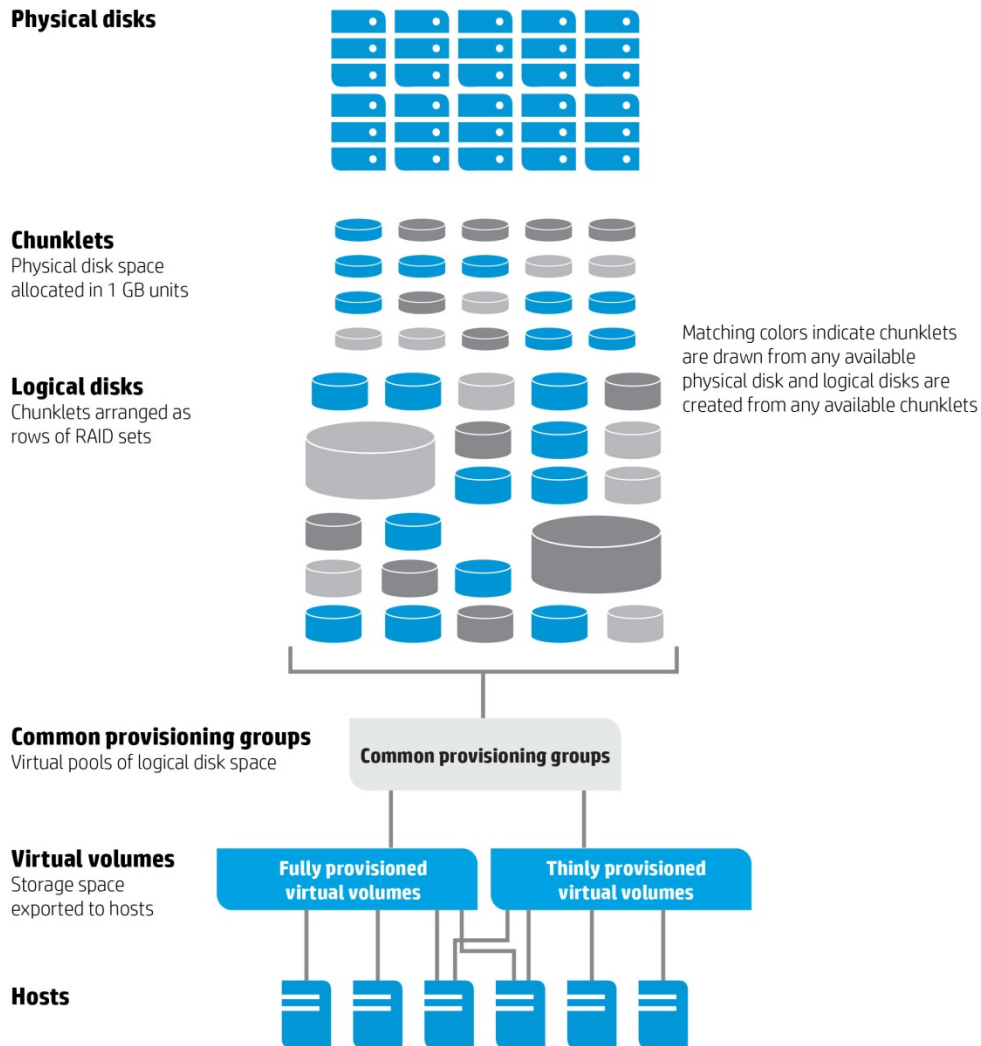 Physical disks
Chunklets
Physical disk space
allocated in 1 GB units
Matching colors indicate chunklets
are drawn from any available
physical disk and logical disks are
created from any available chunklets
Logical disks
Chunklets arranged as
rows of RAID sets
Common provisioning groups
Virtual pools of logical disk space
Common provisioning groups
Virtual volumes
Storage space
exported to hosts
Fully provisioned
virtual volumes
Thinly provisioned
virtual volumes
Hosts